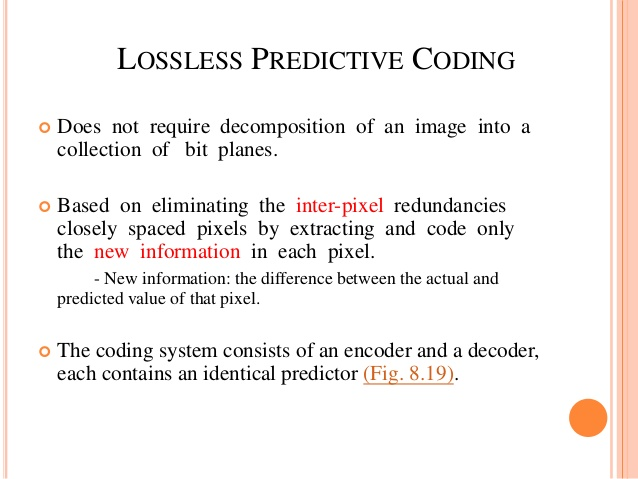 LOSSLESS PREDICTIVE CODING
Does not require decomposition of an image into a
collection of bit planes.
Based on eliminating the inter-pixel redundancies
closely spaced pixels by extracting and code only
the new information in each pixel.
- New information: the difference between the actual and
predicted value of that pixel.
The coding system consists of an encoder and a decoder,
each contains an identical predictor (Fig. 8.19).